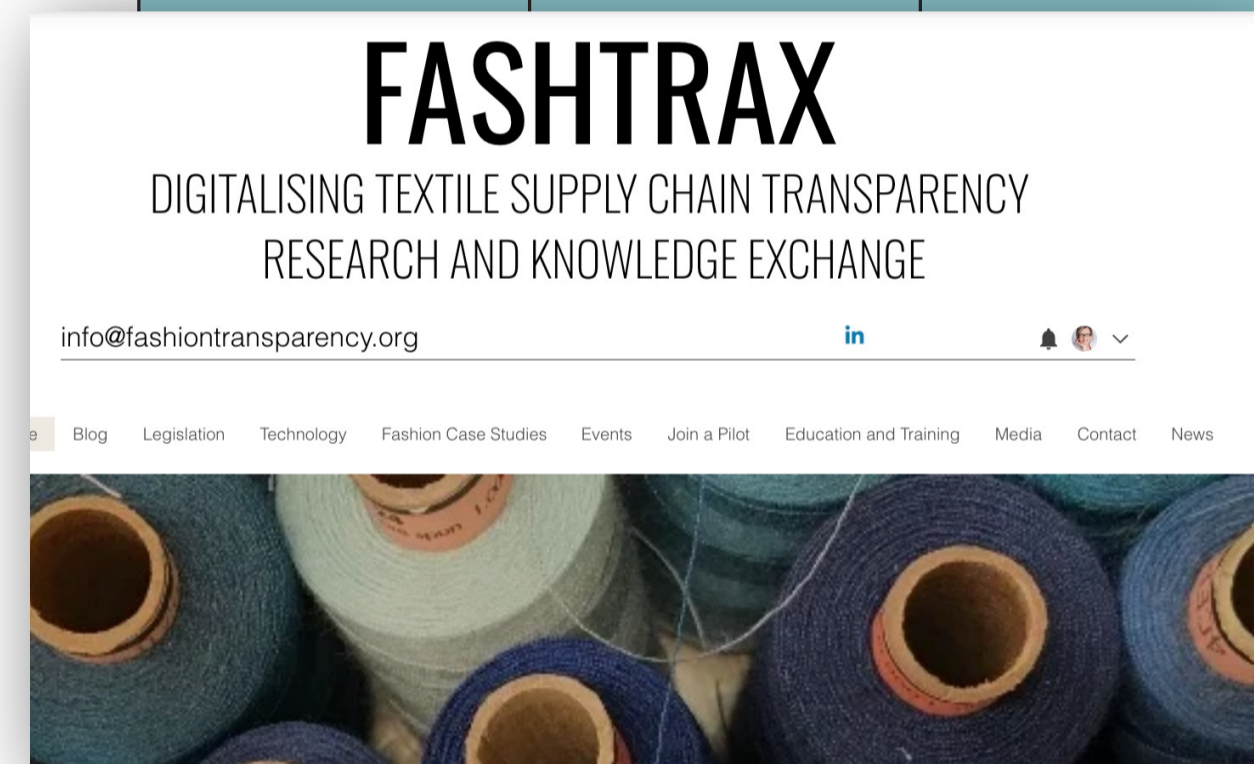 FASHTRAX
DIGITALISING TEXTILE SUPPLY CHAIN TRANSPARENCY
RESEARCH AND KNOWLEDGE EXCHANGE
info@fashiontransparency.org
in
e Blog Legislation Technology Fashion Case Studies Events Join a Pilot Education and Training Media Contact News
spun